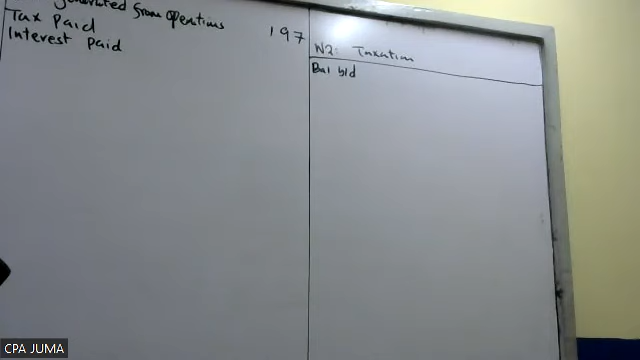 Generated from operations 197
Tax Paid
Interest Paid
N2: Taxation
Bal b/d
CPA JUMA